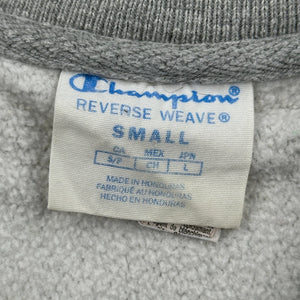 Champion®
REVERSE WEAVE®
SMALL
CA MEX JPN
S/P CH L
MADE IN HONDURAS
FABRIQUÉ AU HONDURAS
HECHO EN HONDURAS